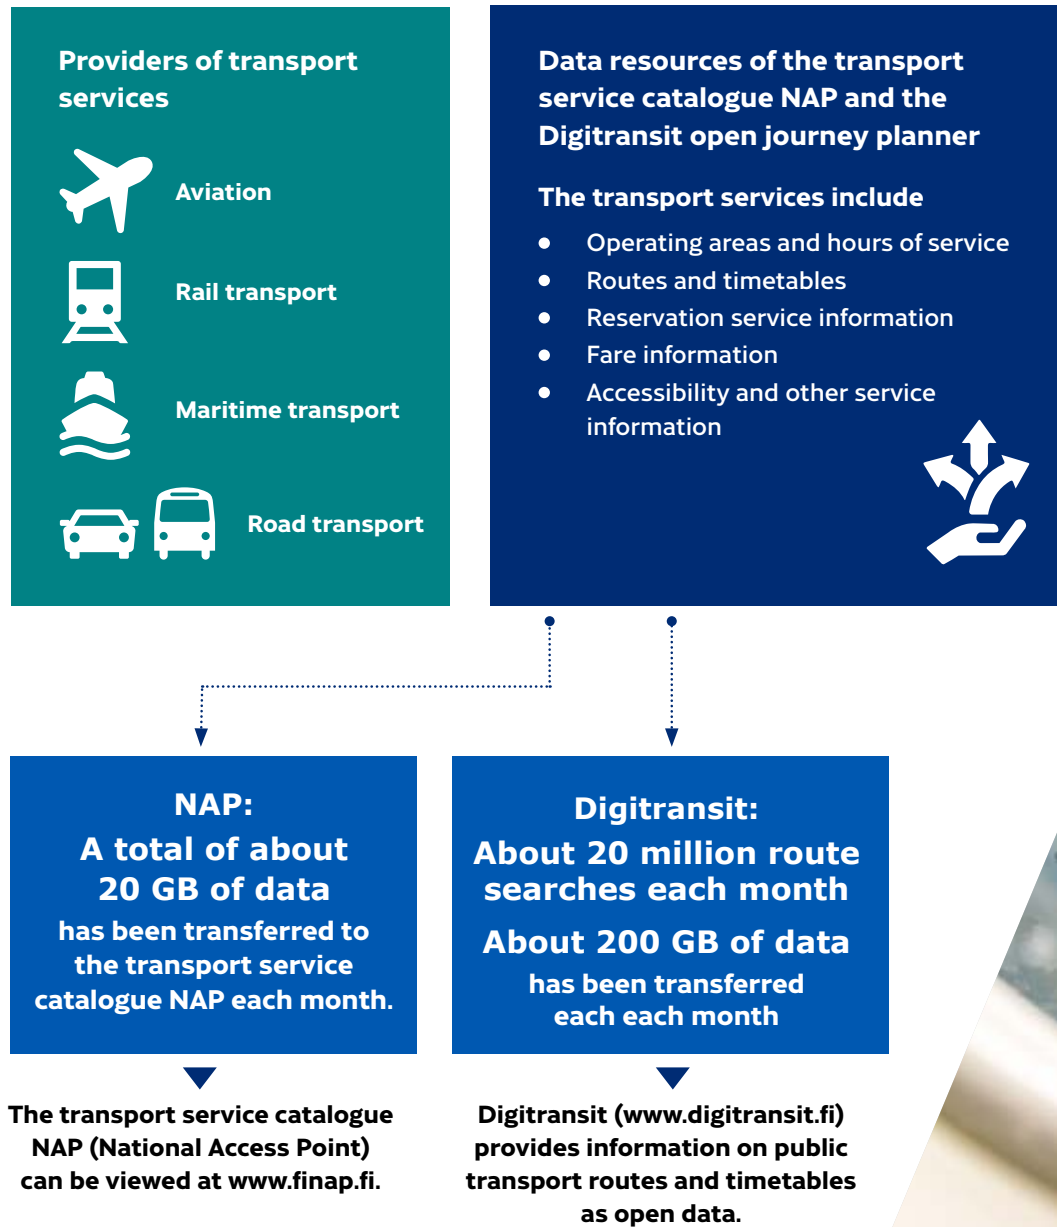 Providers of transport
services
Aviation
Rail transport
Maritime transport
Road transport
Data resources of the transport
service catalogue NAP and the
Digitransit open journey planner
The transport services include
● Operating areas and hours of service
● Routes and timetables
● Reservation service information
● Fare information
● Accessibility and other service
information
NAP:
A total of about
20 GB of data
has been transferred to
the transport service
catalogue NAP each month.
Digitransit:
About 20 million route
searches each month
About 200 GB of data
has been transferred
each each month
The transport service catalogue
NAP (National Access Point)
can be viewed at www.finap.fi.
Digitransit (www.digitransit.fi)
provides information on public
transport routes and timetables
as open data.